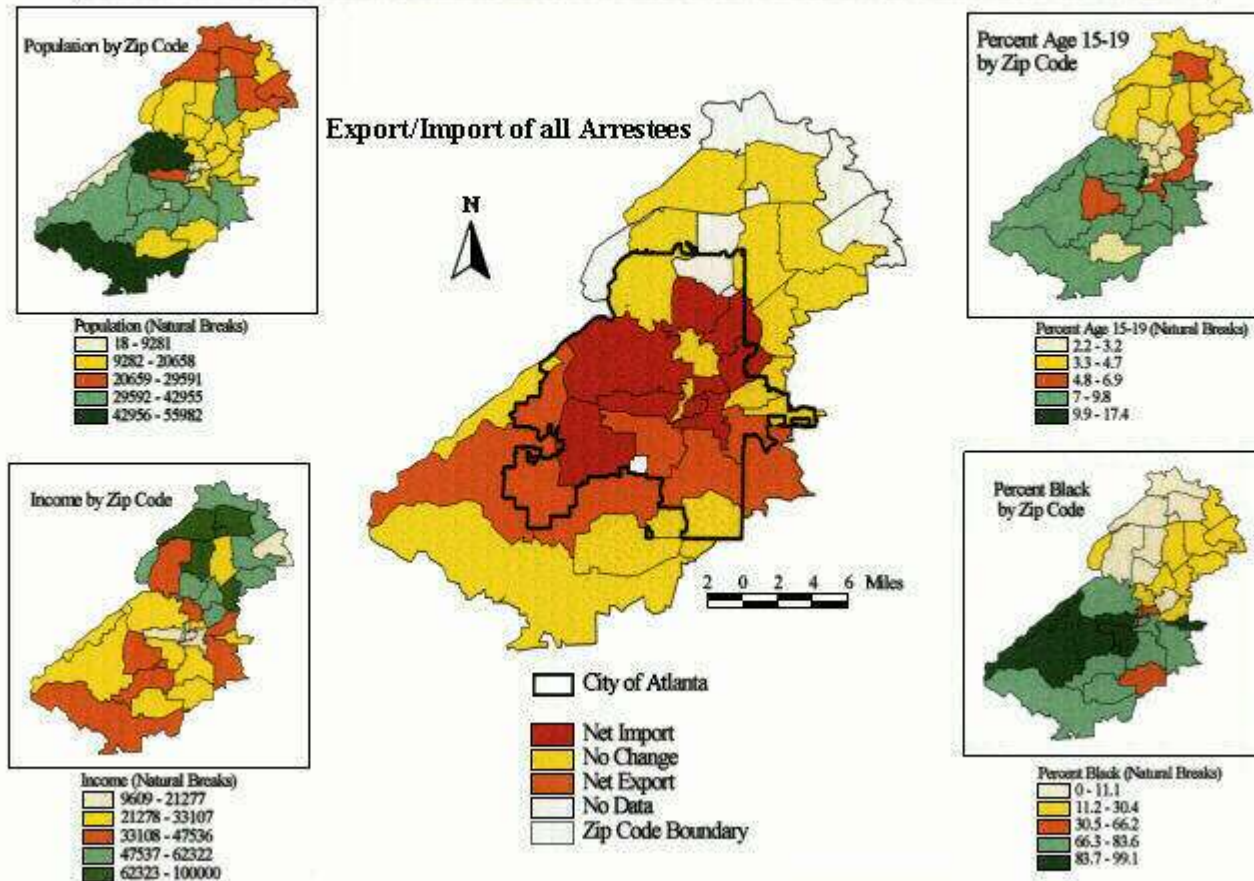 Population by Zip Code
Population (Natural Breaks)
18 - 9281
9282 - 20658
20659 - 29591
29592 - 42955
42956 - 55982
Income by Zip Code
Income (Natural Breaks)
9609 - 21277
21278 - 33107
33108 - 47536
47537 - 62322
62323 - 100000
Export/Import of all Arrestees
N
2 0 2 4 6 Miles
City of Atlanta
Net Import
No Change
Net Export
No Data
Zip Code Boundary
Percent Age 15-19
by Zip Code
Percent Age 15-19 (Natural Breaks)
2.2 - 3.2
3.3 - 4.7
4.8 - 6.9
7 - 9.8
9.9 - 17.4
Percent Black
by Zip Code
Percent Black (Natural Breaks)
0 - 11.1
11.2 - 30.4
30.5 - 66.2
66.3 - 83.6
83.7 - 99.1